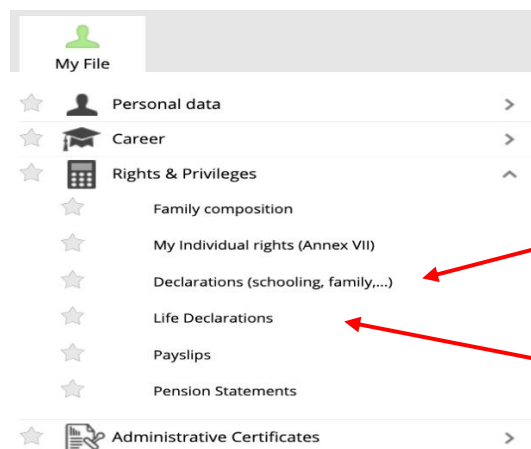 My File
Personal data
Career
Rights & Privileges
Family composition
My Individual rights (Annex VII)
Declarations (schooling, family,...)
Life Declarations
Payslips
Pension Statements
Administrative Certificates